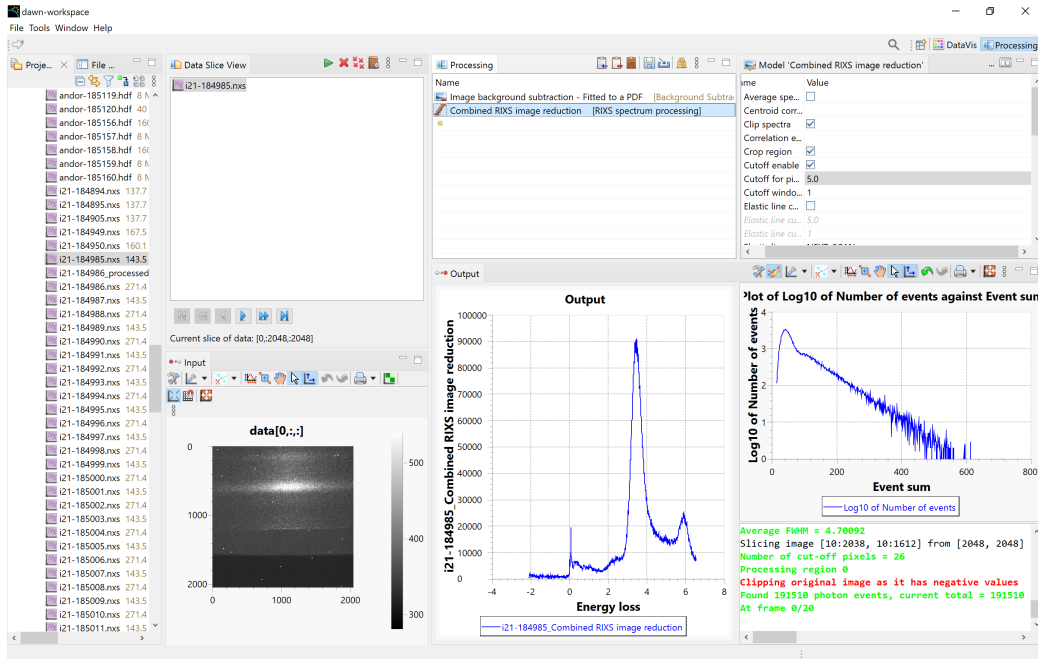 dawn-workspace
File Tools Window Help
DataVis
Processing
Proje...
File ...
andor-185119.hdf 8 M
andor-185120.hdf 40
andor-185156.hdf 16(
andor-185157.hdf 8 M
andor-185158.hdf 16(
andor-185159.hdf 8 M
andor-185160.hdf 8 M
i21-184894.nxs 137.7
i21-184895.nxs 137.7
i21-184905.nxs 137.7
i21-184949.nxs 167.5
i21-184950.nxs 160.1
i21-184985.nxs 143.5
i21-184986_processed
i21-184986.nxs 271.4
i21-184987.nxs 143.5
i21-184988.nxs 271.4
i21-184989.nxs 143.5
i21-184990.nxs 271.4
i21-184991.nxs 143.5
i21-184992.nxs 271.4
i21-184993.nxs 143.5
i21-184994.nxs 271.4
i21-184995.nxs 143.5
i21-184996.nxs 271.4
i21-184997.nxs 143.5
i21-184998.nxs 271.4
i21-184999.nxs 143.5
i21-185000.nxs 271.4
i21-185001.nxs 143.5
i21-185002.nxs 271.4
i21-185003.nxs 143.5
i21-185004.nxs 271.4
i21-185005.nxs 143.5
i21-185006.nxs 271.4
i21-185007.nxs 143.5
i21-185008.nxs 271.4
i21-185009.nxs 143.5
i21-185010.nxs 271.4
i21-185011.nxs 143.5
Data Slice View
i21-184985.nxs
Current slice of data: [0,:2048,:2048]
Input
data[0,:,:]
0
1000
2000
0 1000 2000
500
400
300
Processing
Name
Image background subtraction - Fitted to a PDF [Background Subtra
Combined RIXS image reduction [RIXS spectrum processing]
Output
Output
i21-184985_Combined RIXS image reduction
100000
90000
80000
70000
60000
50000
40000
30000
20000
10000
0
-4 -2 0 2 4 6 8
Energy loss
i21-184985_Combined RIXS image reduction
Model 'Combined RIXS image reduction'
ıme Value
Average spe...
Centroid corr...
Clip spectra
Correlation e...
Crop region
Cutoff enable
Cutoff for pi... 5.0
Cutoff windo... 1
Elastic line c...
Elastic line cu... 5.0
Elastic line cu... 1
Plot of Log10 of Number of events against Event sum
Log10 of Number of events
4
3
2
1
0
0 200 400 600 800
Event sum
Log10 of Number of events
Average FWHM = 4.70092
Slicing image [10:2038, 10:1612] from [2048, 2048]
Number of cut-off pixels = 26
Processing region 0
Clipping original image as it has negative values
Found 191510 photon events, current total = 191510
At frame 0/20